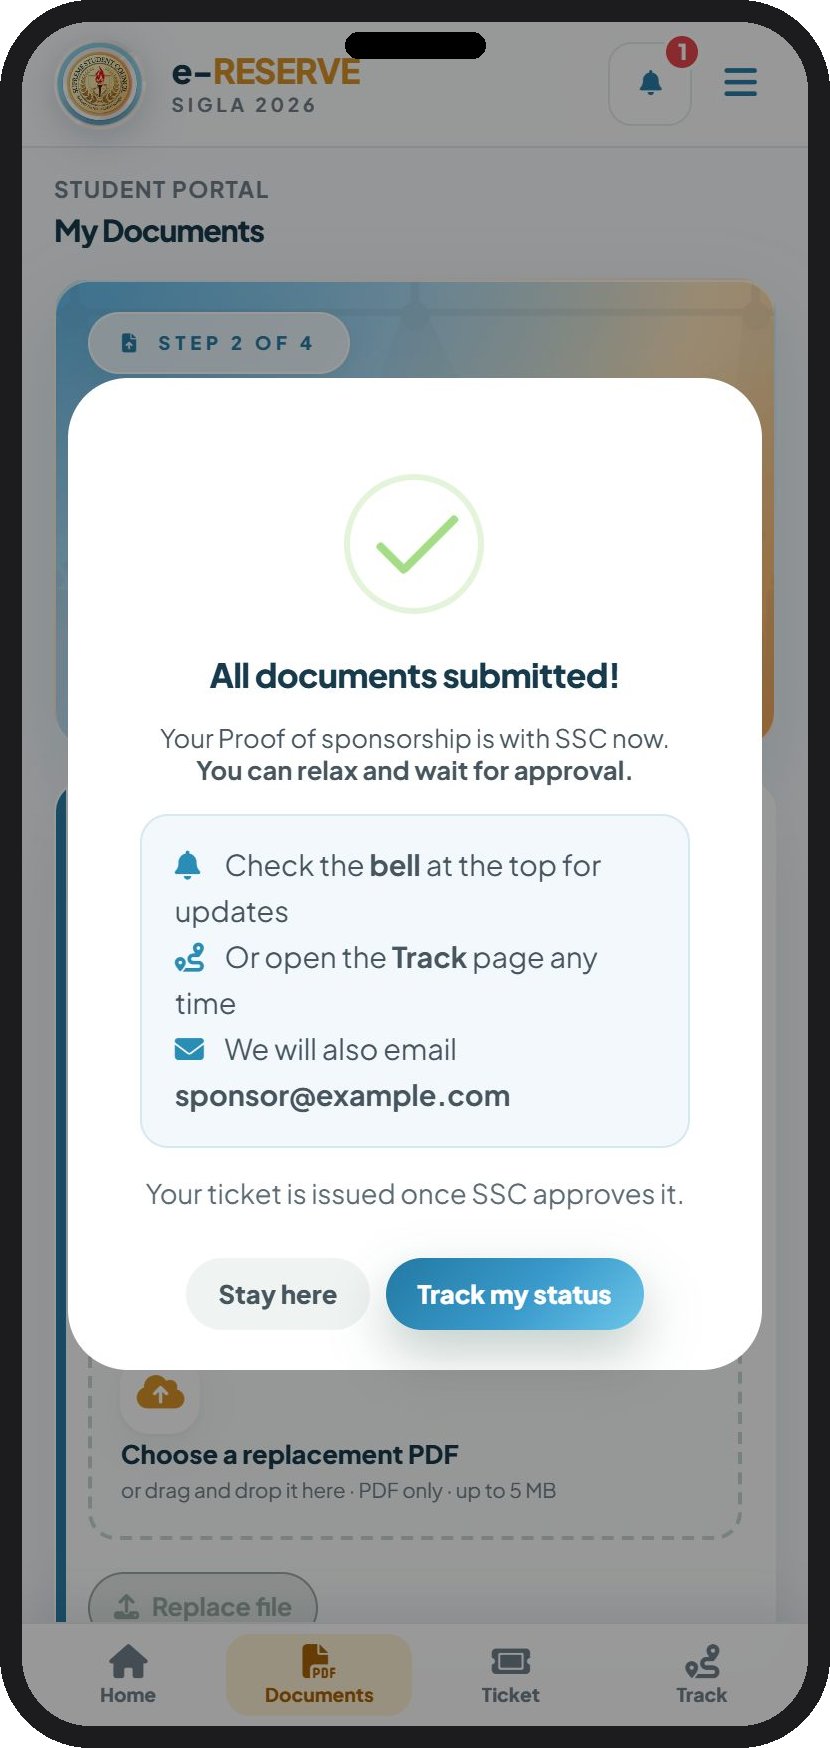 e-RESERVE
SIGLA 2026
1
STUDENT PORTAL
My Documents
STEP 2 OF 4
All documents submitted!
Your Proof of sponsorship is with SSC now.
You can relax and wait for approval.
Check the bell at the top for
updates
Or open the Track page any
time
We will also email
sponsor@example.com
Your ticket is issued once SSC approves it.
Stay here
Track my status
Choose a replacement PDF
or drag and drop it here · PDF only · up to 5 MB
Replace file
PDF
Home
Documents
Ticket
Track